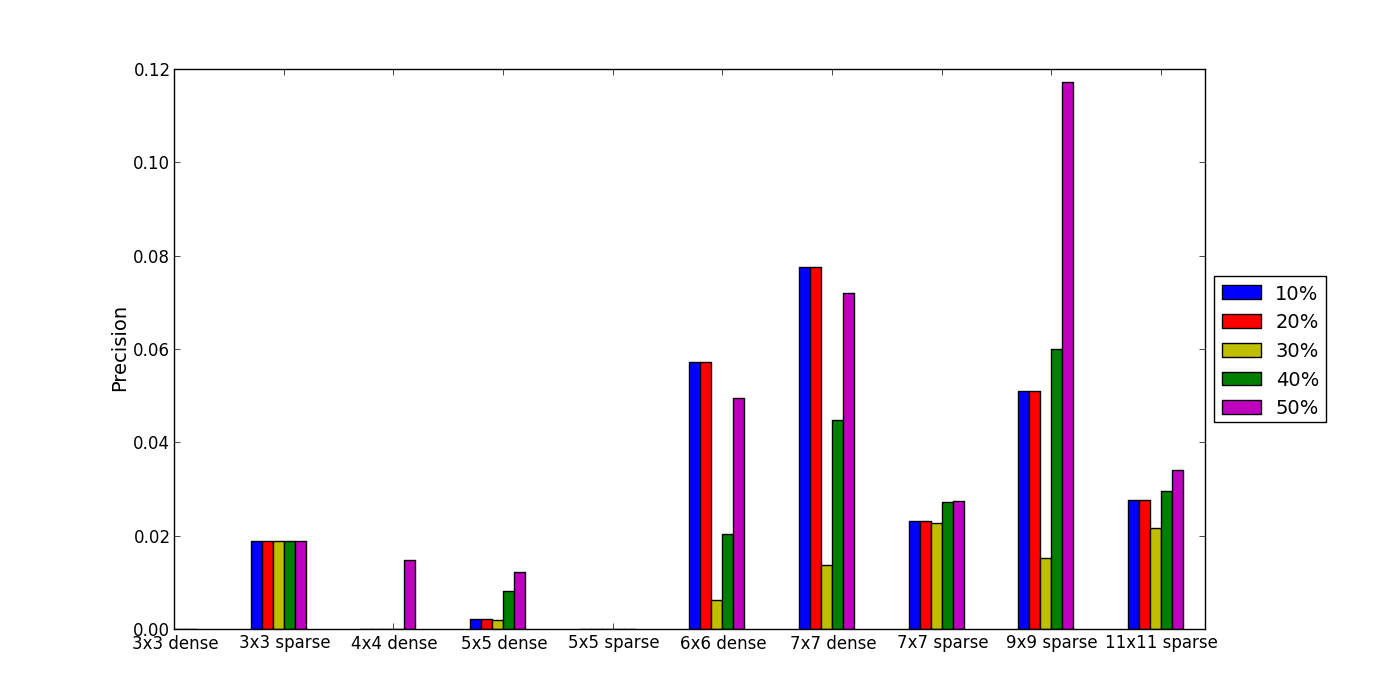 0.12
0.10
0.08
0.06
0.04
0.02
0.00
Precision
3x3 dense
3x3 sparse
4x4 dense
5x5 dense
5x5 sparse
6x6 dense
7x7 dense
7x7 sparse
9x9 sparse
11x11 sparse
10%
20%
30%
40%
50%